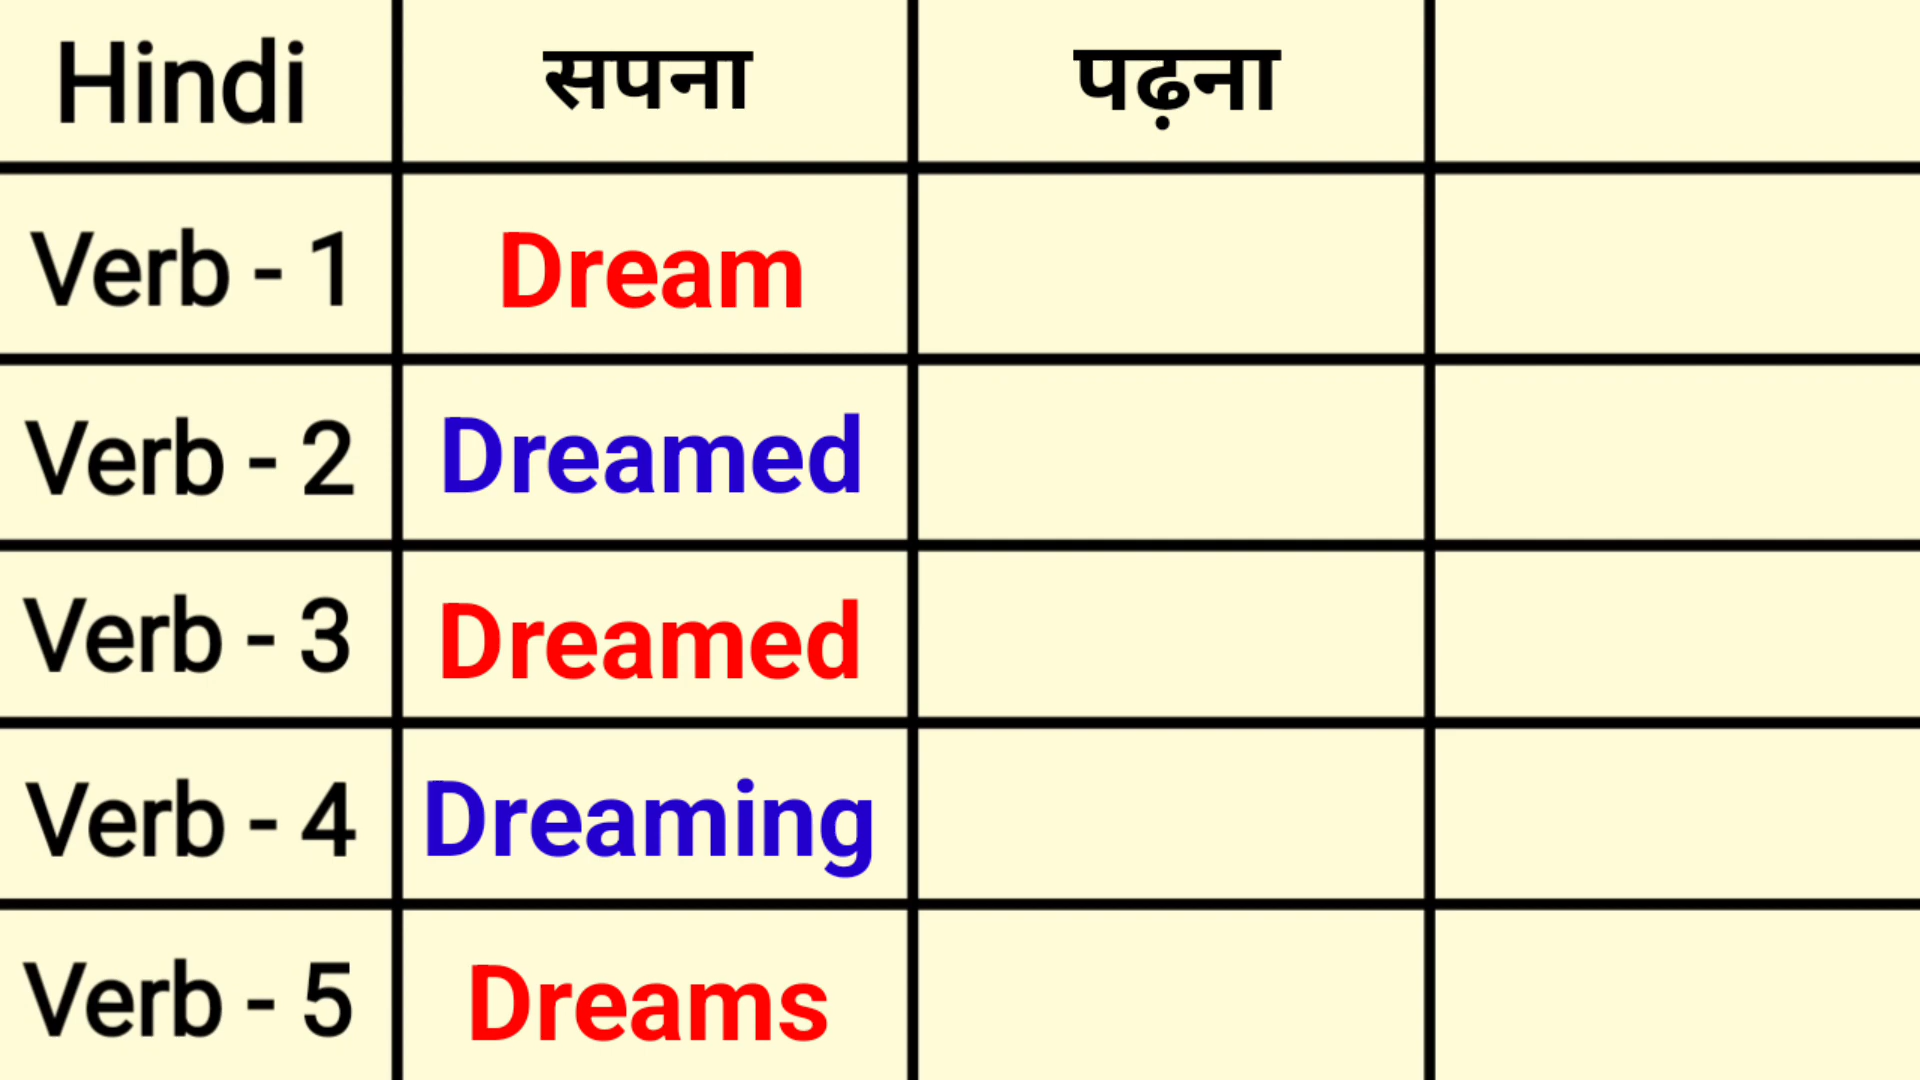 Hindi सपना पढ़ना
Verb - 1 Dream
Verb - 2 Dreamed
Verb - 3 Dreamed
Verb - 4 Dreaming
Verb - 5 Dreams